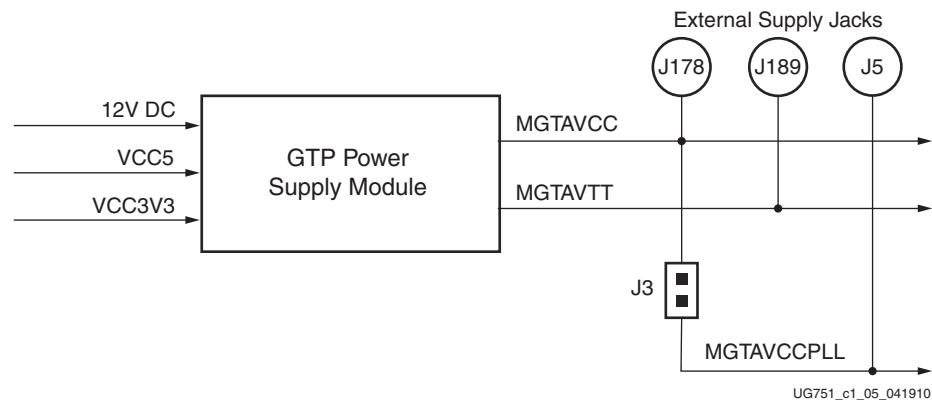 External Supply Jacks
J178
J189
J5
12V DC
VCC5
VCC3V3
GTP Power
Supply Module
MGTAVCC
MGTAVTT
J3
MGTAVCCPLL
UG751_c1_05_041910